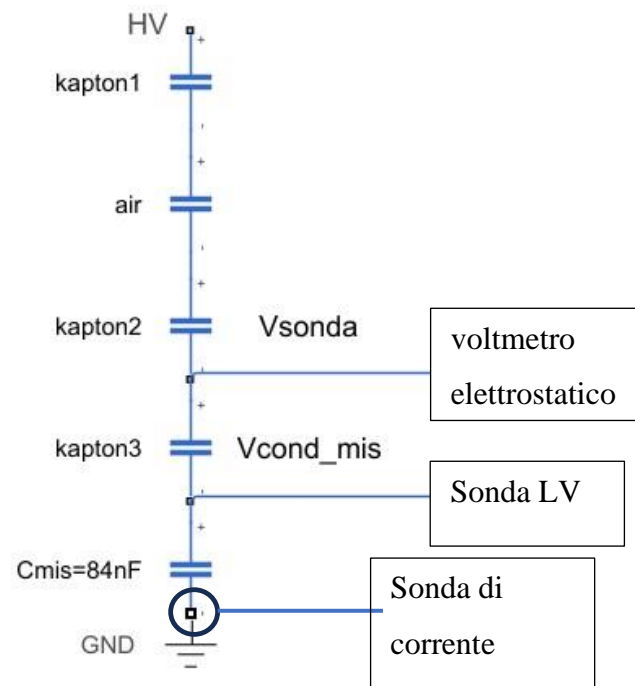 HV
kapton1
air
kapton2
Vsonda
voltmetro
elettrostatico
kapton3
Vcond_mis
Sonda LV
Cmis=84nF
Sonda di
corrente
GND